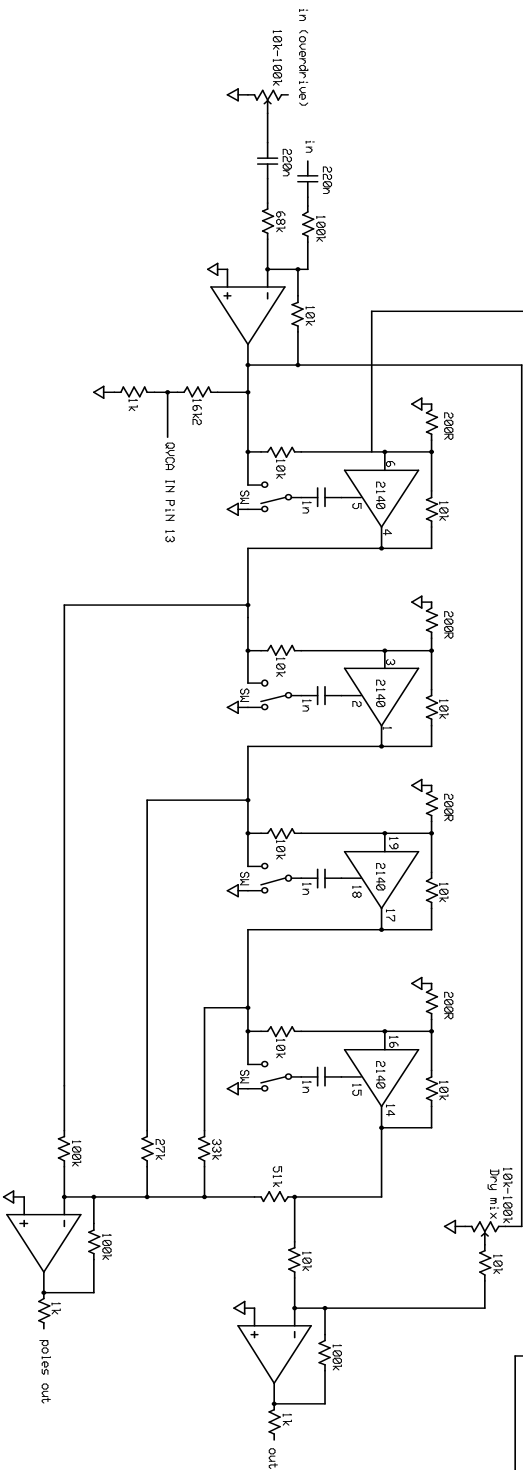 in (overdrive)
10k-100k
220n
68k
in
220n
100k
10k
-
+
16k2
1k
QVCA IN PiN 13
200R
10k
10k
6
2140
5
4
1n
SW
200R
10k
10k
3
2140
2
1
1n
SW
200R
10k
10k
19
2140
18
17
1n
SW
200R
10k
10k
16
2140
15
14
1n
SW
10k-100k
Dry mix
10k
100k
27k
33k
51k
10k
100k
-
+
1k
poles out
100k
-
+
1k
out